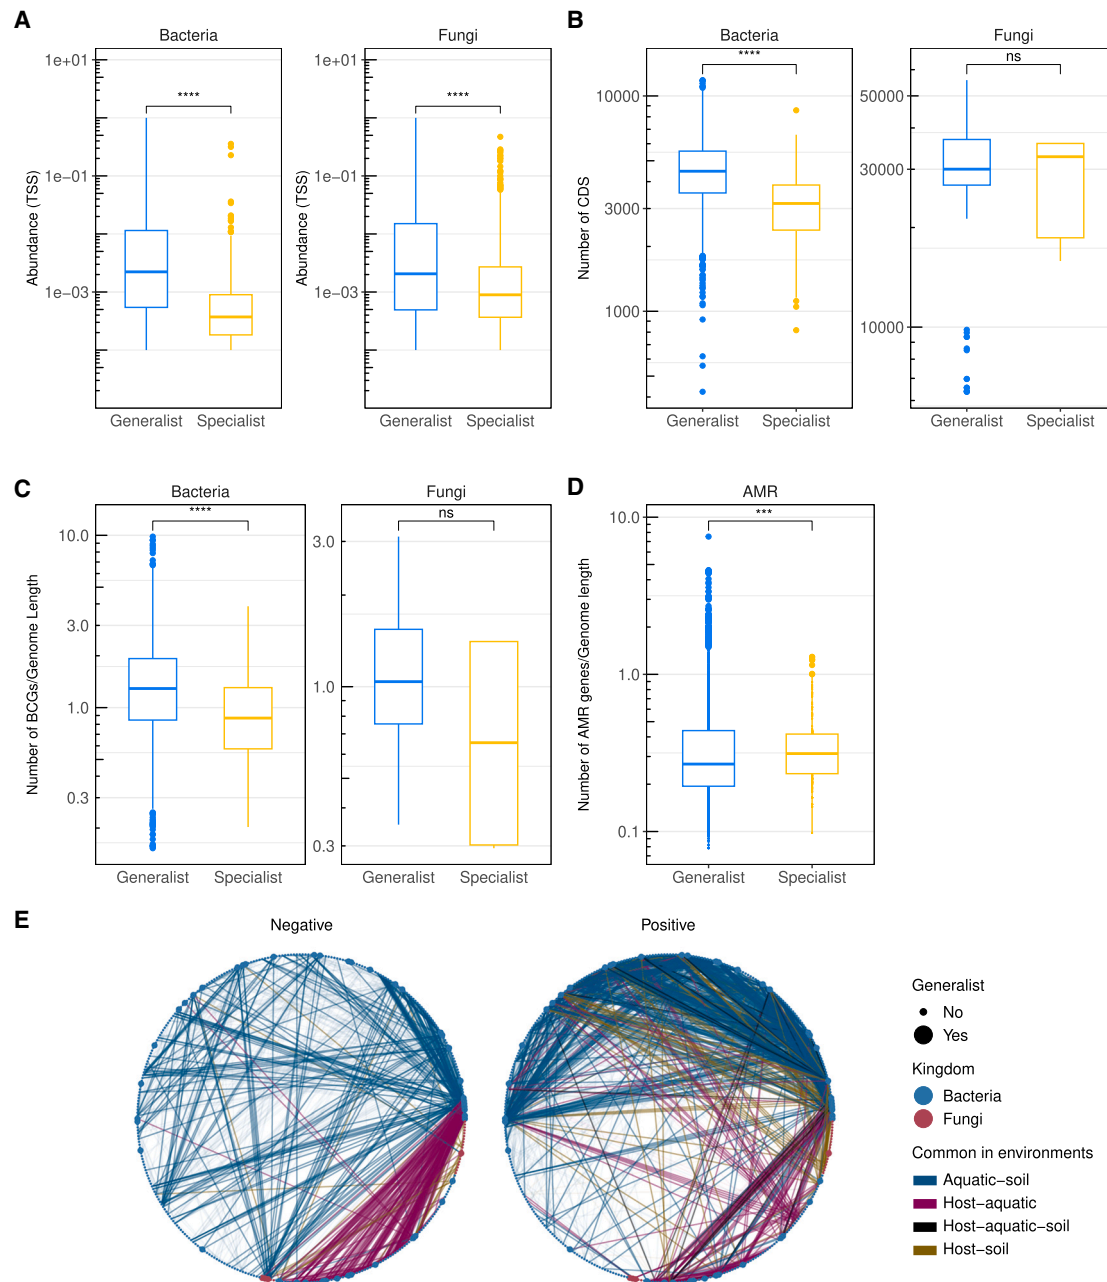 A
Bacteria
Fungi
Abundance (TSS)
1e+01
1e−01
1e−03
****
Generalist
Specialist
Abundance (TSS)
1e+01
1e−01
1e−03
****
Generalist
Specialist
B
Bacteria
Fungi
Number of CDS
10000
3000
1000
****
Generalist
Specialist
50000
30000
10000
ns
Generalist
Specialist
C
Bacteria
Fungi
Number of BCGs/Genome Length
10.0
3.0
1.0
0.3
****
Generalist
Specialist
3.0
1.0
0.3
ns
Generalist
Specialist
D
AMR
Number of AMR genes/Genome length
10.0
1.0
0.1
***
Generalist
Specialist
E
Negative
Positive
Generalist
No
Yes
Kingdom
Bacteria
Fungi
Common in environments
Aquatic−soil
Host−aquatic
Host−aquatic−soil
Host−soil